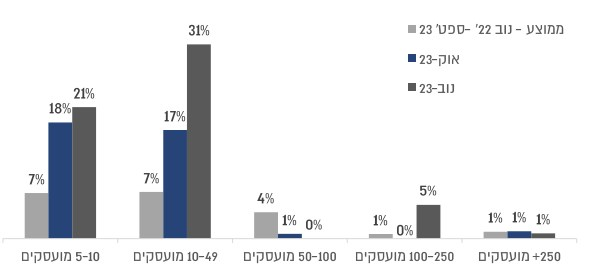 ממוצע - נוב 22' -ספט' 23
אוק-23
נוב-23
7% 18% 21%
7% 17% 31%
4% 1% 0%
1% 0% 5%
1% 1% 1%
5-10 מועסקים
10-49 מועסקים
50-100 מועסקים
100-250 מועסקים
250+ מועסקים